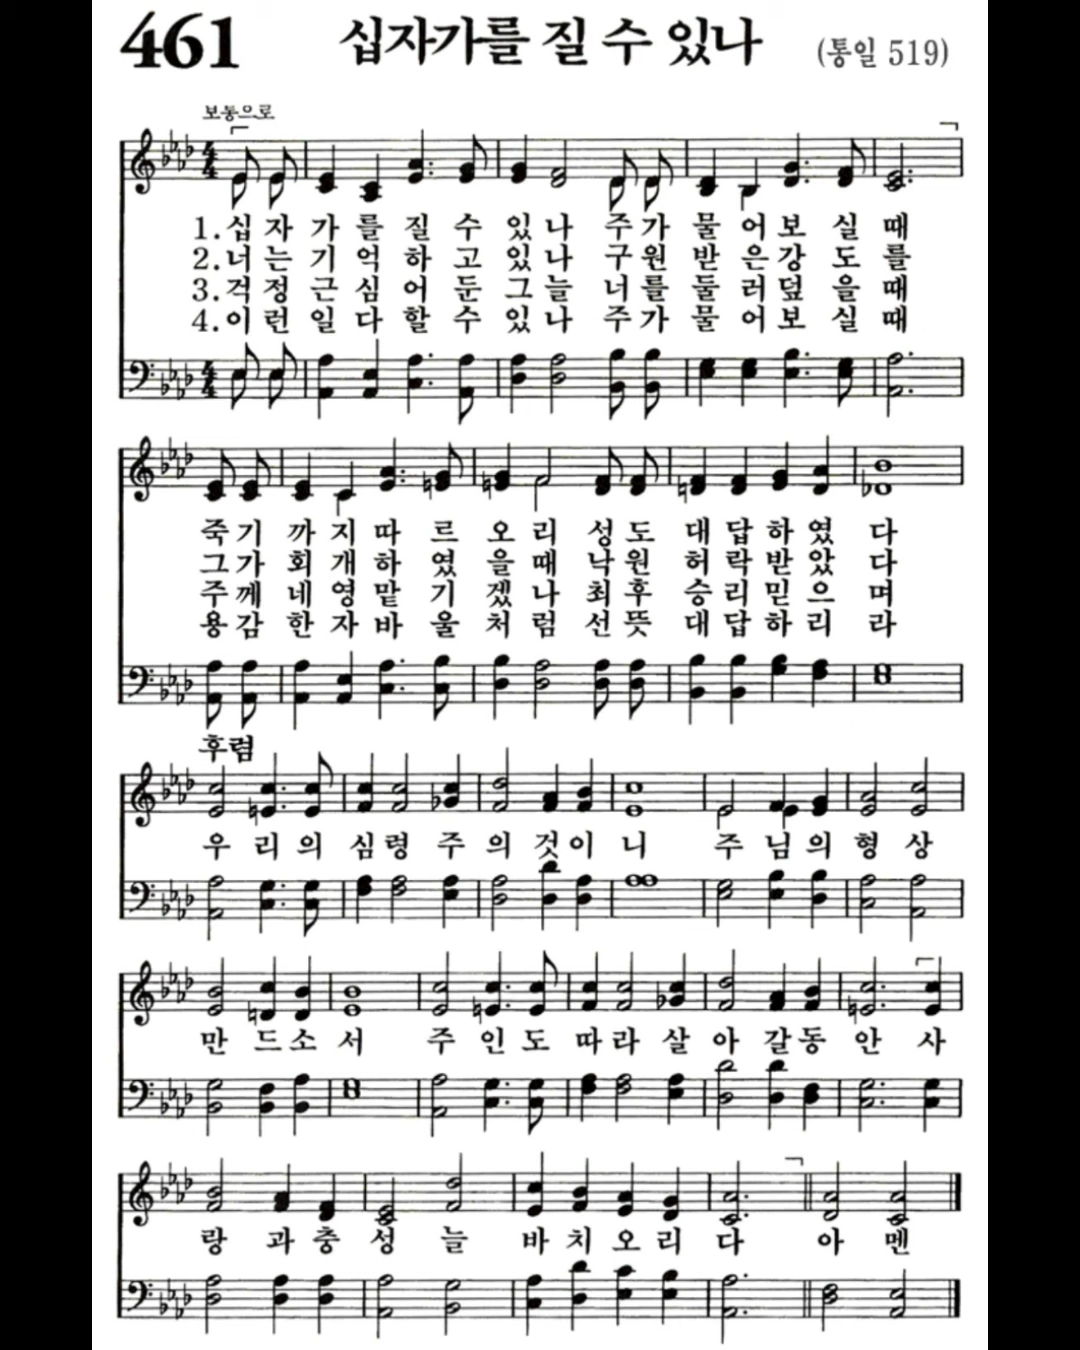 461 십자가를 질 수 있나 (통일 519)
보통으로
1. 십 자 가 를 질 수 있 나 주 가 물 어 보 실 때
2. 너 는 기 억 하 고 있 나 구 원 받 은 강 도 를
3. 걱 정 근 심 어 둔 그 늘 너 를 둘 러 덮 을 때
4. 이 런 일 다 할 수 있 나 주 가 물 어 보 실 때
죽 기 까 지 따 르 오 리 성 도 대 답 하 였 다
그 가 회 개 하 였 을 때 낙 원 허 락 받 았 다
주 께 네 영 맡 기 겠 나 최 후 승 리 믿 으 며
용 감 한 자 바 울 처 럼 선 뜻 대 답 하 리 라
후렴
우 리 의 심 령 주 의 것 이 니 주 님 의 형 상
만 드 소 서 주 인 도 따 라 살 아 갈 동 안 사
랑 과 충 성 늘 바 치 오 리 다 아 멘